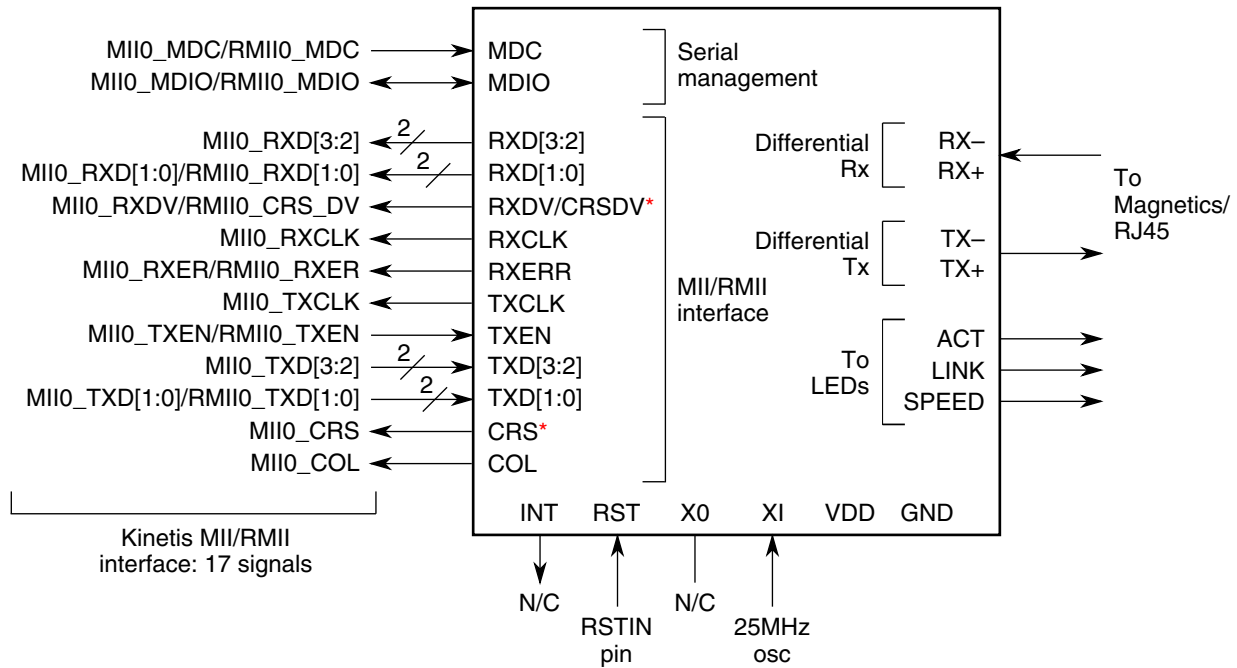 MII0_MDC/RMII0_MDC
MII0_MDIO/RMII0_MDIO
MII0_RXD[3:2]
2
MII0_RXD[1:0]/RMII0_RXD[1:0]
2
MII0_RXDV/RMII0_CRS_DV
MII0_RXCLK
MII0_RXER/RMII0_RXER
MII0_TXCLK
MII0_TXEN/RMII0_TXEN
MII0_TXD[3:2]
2
MII0_TXD[1:0]/RMII0_TXD[1:0]
2
MII0_CRS
MII0_COL
Kinetis MII/RMII
interface: 17 signals
MDC
MDIO
Serial
management
RXD[3:2]
RXD[1:0]
RXDV/CRSDV*
RXCLK
RXERR
TXCLK
TXEN
TXD[3:2]
TXD[1:0]
CRS*
COL
MII/RMII
interface
Differential
Rx
RX–
RX+
Differential
Tx
TX–
TX+
To
LEDs
ACT
LINK
SPEED
To
Magnetics/
RJ45
INT RST X0 XI VDD GND
N/C
RSTIN
pin
N/C
25MHz
osc